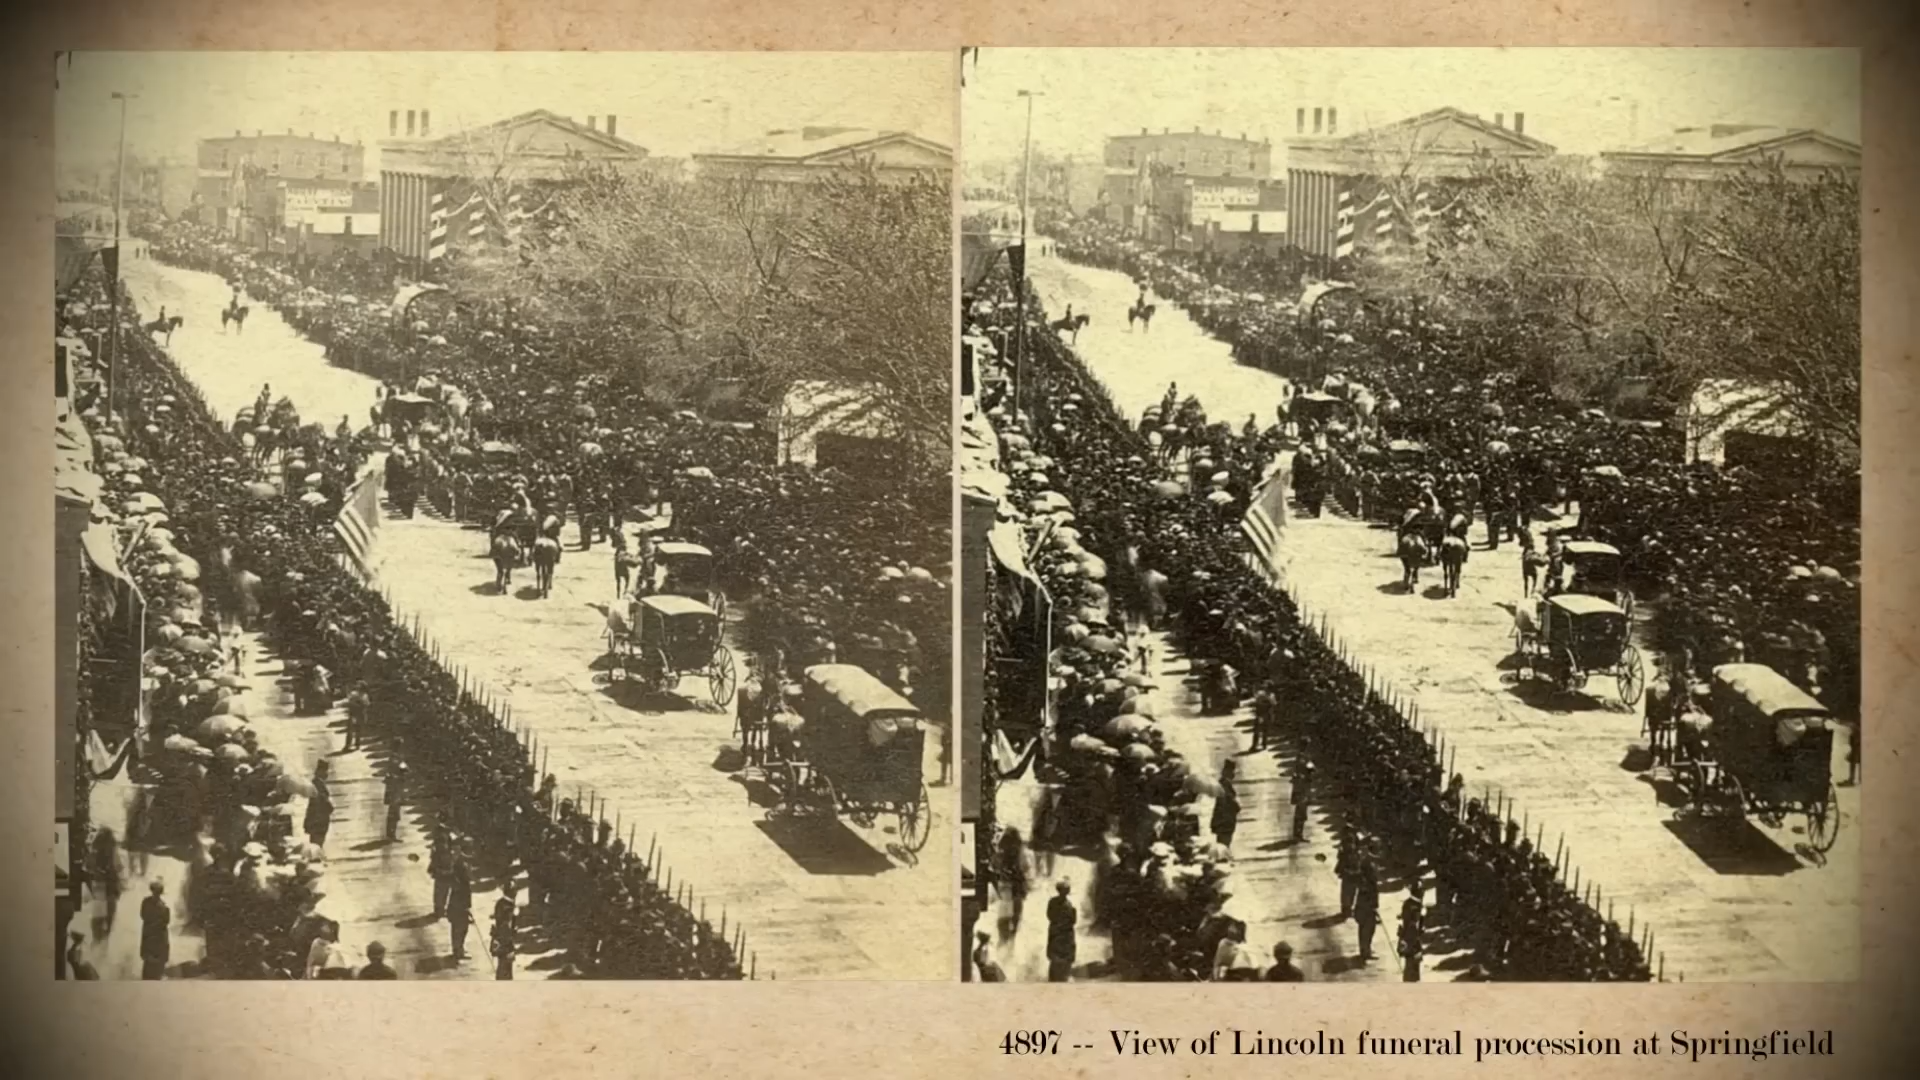 4897 -- View of Lincoln funeral procession at Springfield